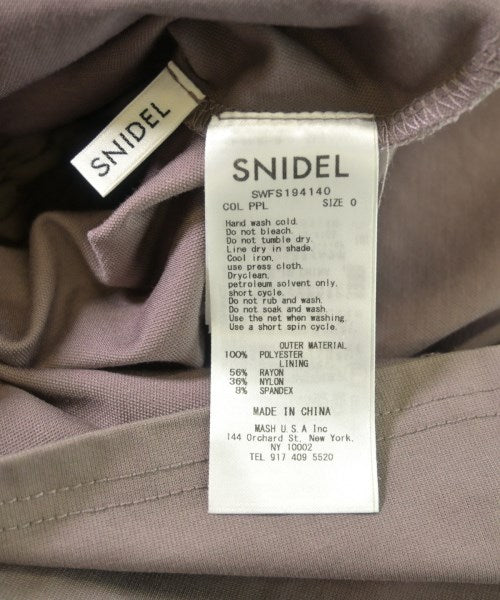 SNIDEL
SNIDEL
SWFS194140
COL PPL SIZE 0
Hand wash cold.
Do not bleach.
Do not tumble dry.
Line dry in shade.
Cool iron.
use press cloth.
Dryclean.
petroleum solvent only.
short cycle.
Do not rub and wash.
Do not soak and wash.
Use the net when washing.
Use a short spin cycle.
OUTER MATERIAL
100% POLYESTER
LINING
56% RAYON
36% NYLON
8% SPANDEX
MADE IN CHINA
MASH U.S.A Inc
144 Orchard St. New York.
NY 10002
TEL 917 409 5520